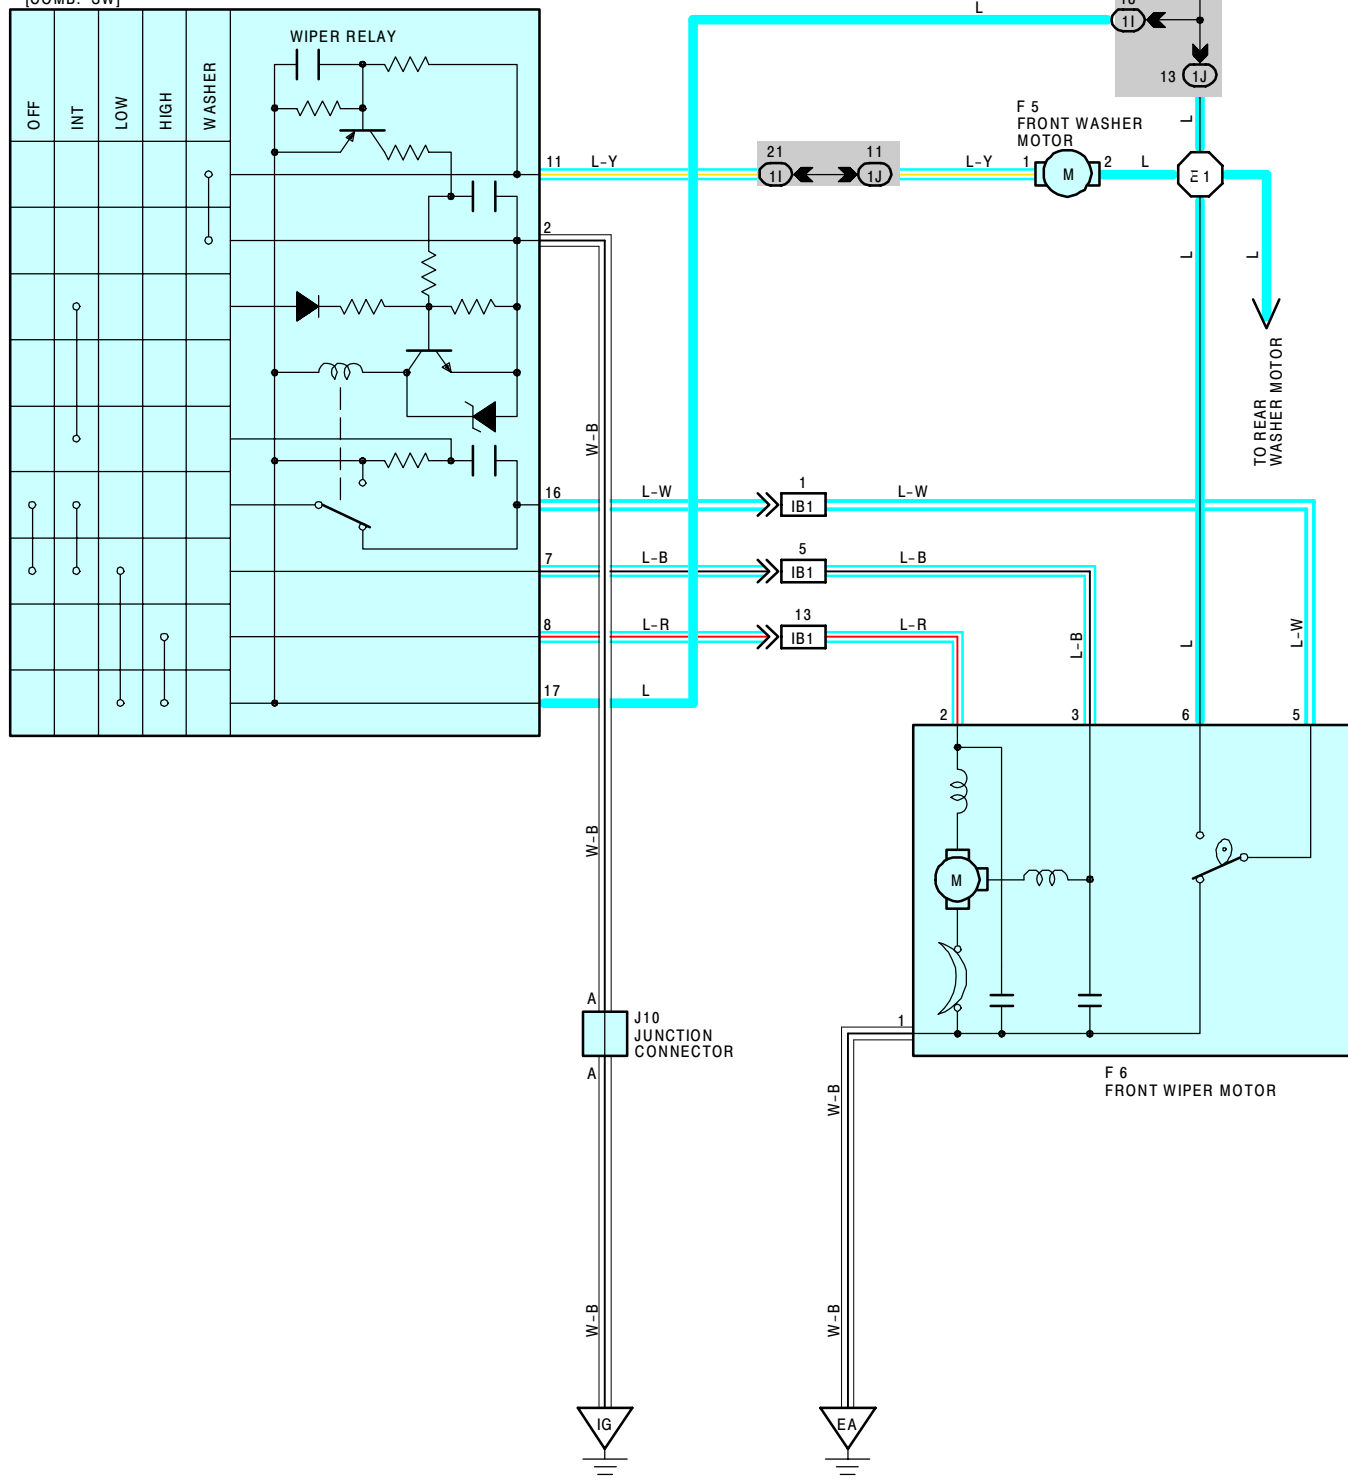 [COMB. SW]
WIPER RELAY
OFF
INT
LOW
HIGH
WASHER
L
1I
13 1J
L
F 5
FRONT WASHER
MOTOR
11 L-Y
21
1I
11
1J
L-Y 1
M
2 L
E1
2
L
L
TO REAR
WASHER MOTOR
W-B
16 L-W
1
IB1
L-W
7 L-B
5
IB1
L-B
8 L-R
13
IB1
L-R
17 L
L-B
L
L-W
2
3
6
5
M
W-B
A
J10
JUNCTION
CONNECTOR
A
1
F 6
FRONT WIPER MOTOR
W-B
W-B
W-B
IG
EA